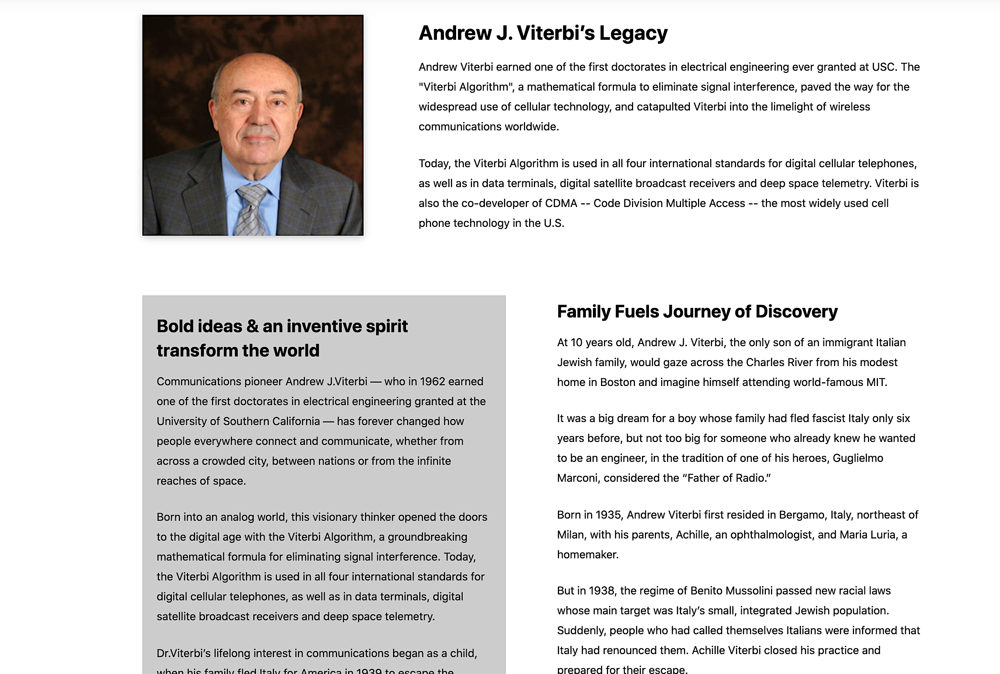 Andrew J. Viterbi’s Legacy
Andrew Viterbi earned one of the first doctorates in electrical engineering ever granted at USC. The
"Viterbi Algorithm", a mathematical formula to eliminate signal interference, paved the way for the
widespread use of cellular technology, and catapulted Viterbi into the limelight of wireless
communications worldwide.
Today, the Viterbi Algorithm is used in all four international standards for digital cellular telephones,
as well as in data terminals, digital satellite broadcast receivers and deep space telemetry. Viterbi is
also the co-developer of CDMA -- Code Division Multiple Access -- the most widely used cell
phone technology in the U.S.
Bold ideas & an inventive spirit
transform the world
Communications pioneer Andrew J.Viterbi — who in 1962 earned
one of the first doctorates in electrical engineering granted at the
University of Southern California — has forever changed how
people everywhere connect and communicate, whether from
across a crowded city, between nations or from the infinite
reaches of space.
Born into an analog world, this visionary thinker opened the doors
to the digital age with the Viterbi Algorithm, a groundbreaking
mathematical formula for eliminating signal interference. Today,
the Viterbi Algorithm is used in all four international standards for
digital cellular telephones, as well as in data terminals, digital
satellite broadcast receivers and deep space telemetry.
Dr.Viterbi’s lifelong interest in communications began as a child,
when his family fled Italy for America in 1939 to escape the
Family Fuels Journey of Discovery
At 10 years old, Andrew J. Viterbi, the only son of an immigrant Italian
Jewish family, would gaze across the Charles River from his modest
home in Boston and imagine himself attending world-famous MIT.
It was a big dream for a boy whose family had fled fascist Italy only six
years before, but not too big for someone who already knew he wanted
to be an engineer, in the tradition of one of his heroes, Guglielmo
Marconi, considered the “Father of Radio.”
Born in 1935, Andrew Viterbi first resided in Bergamo, Italy, northeast of
Milan, with his parents, Achille, an ophthalmologist, and Maria Luria, a
homemaker.
But in 1938, the regime of Benito Mussolini passed new racial laws
whose main target was Italy’s small, integrated Jewish population.
Suddenly, people who had called themselves Italians were informed that
Italy had renounced them. Achille Viterbi closed his practice and
prepared for their escape.